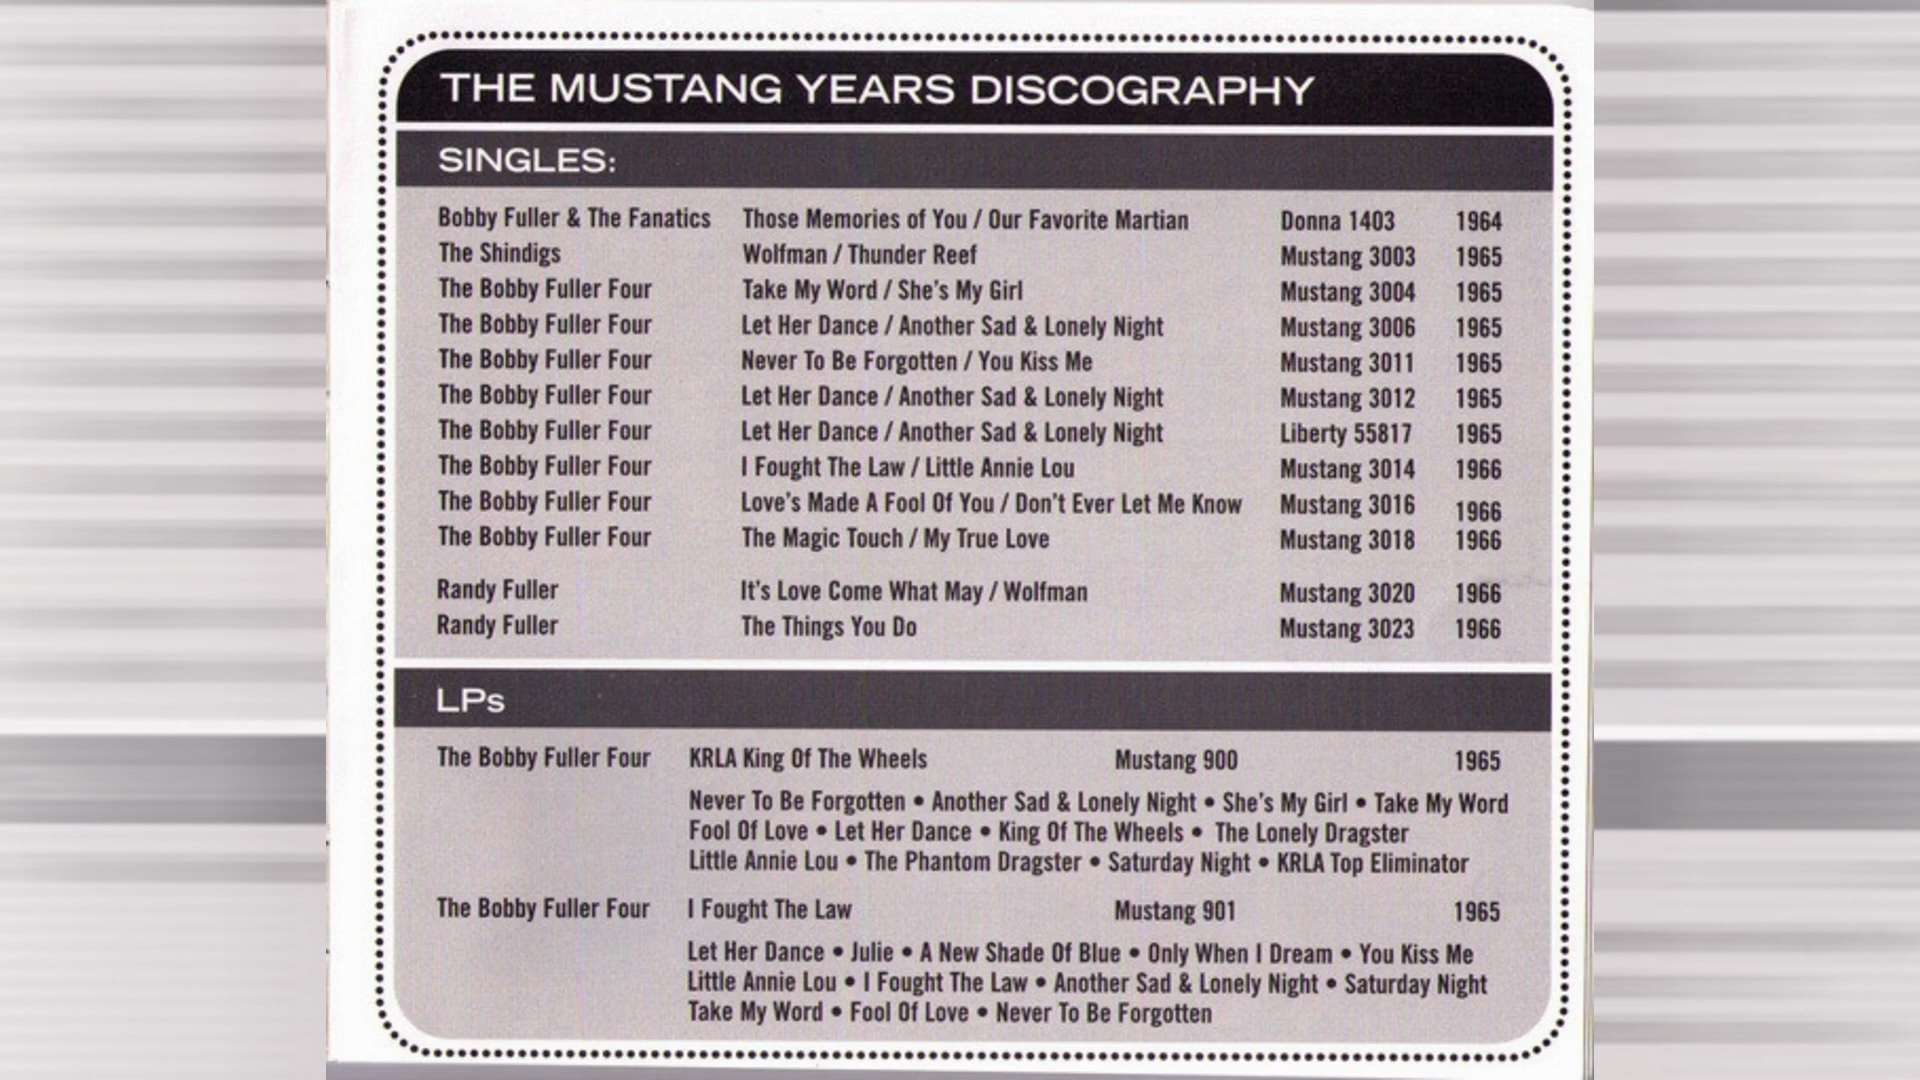 THE MUSTANG YEARS DISCOGRAPHY
SINGLES:
Bobby Fuller & The Fanatics Those Memories of You / Our Favorite Martian Donna 1403 1964
The Shindigs Wolfman / Thunder Reef Mustang 3003 1965
The Bobby Fuller Four Take My Word / She's My Girl Mustang 3004 1965
The Bobby Fuller Four Let Her Dance / Another Sad & Lonely Night Mustang 3006 1965
The Bobby Fuller Four Never To Be Forgotten / You Kiss Me Mustang 3011 1965
The Bobby Fuller Four Let Her Dance / Another Sad & Lonely Night Mustang 3012 1965
The Bobby Fuller Four Let Her Dance / Another Sad & Lonely Night Liberty 55817 1965
The Bobby Fuller Four I Fought The Law / Little Annie Lou Mustang 3014 1966
The Bobby Fuller Four Love's Made A Fool Of You / Don't Ever Let Me Know Mustang 3016 1966
The Bobby Fuller Four The Magic Touch / My True Love Mustang 3018 1966
Randy Fuller It's Love Come What May / Wolfman Mustang 3020 1966
Randy Fuller The Things You Do Mustang 3023 1966
LPs
The Bobby Fuller Four KRLA King Of The Wheels Mustang 900 1965
Never To Be Forgotten • Another Sad & Lonely Night • She's My Girl • Take My Word
Fool Of Love • Let Her Dance • King Of The Wheels • The Lonely Dragster
Little Annie Lou • The Phantom Dragster • Saturday Night • KRLA Top Eliminator
The Bobby Fuller Four I Fought The Law Mustang 901 1965
Let Her Dance • Julie • A New Shade Of Blue • Only When I Dream • You Kiss Me
Little Annie Lou • I Fought The Law • Another Sad & Lonely Night • Saturday Night
Take My Word • Fool Of Love • Never To Be Forgotten